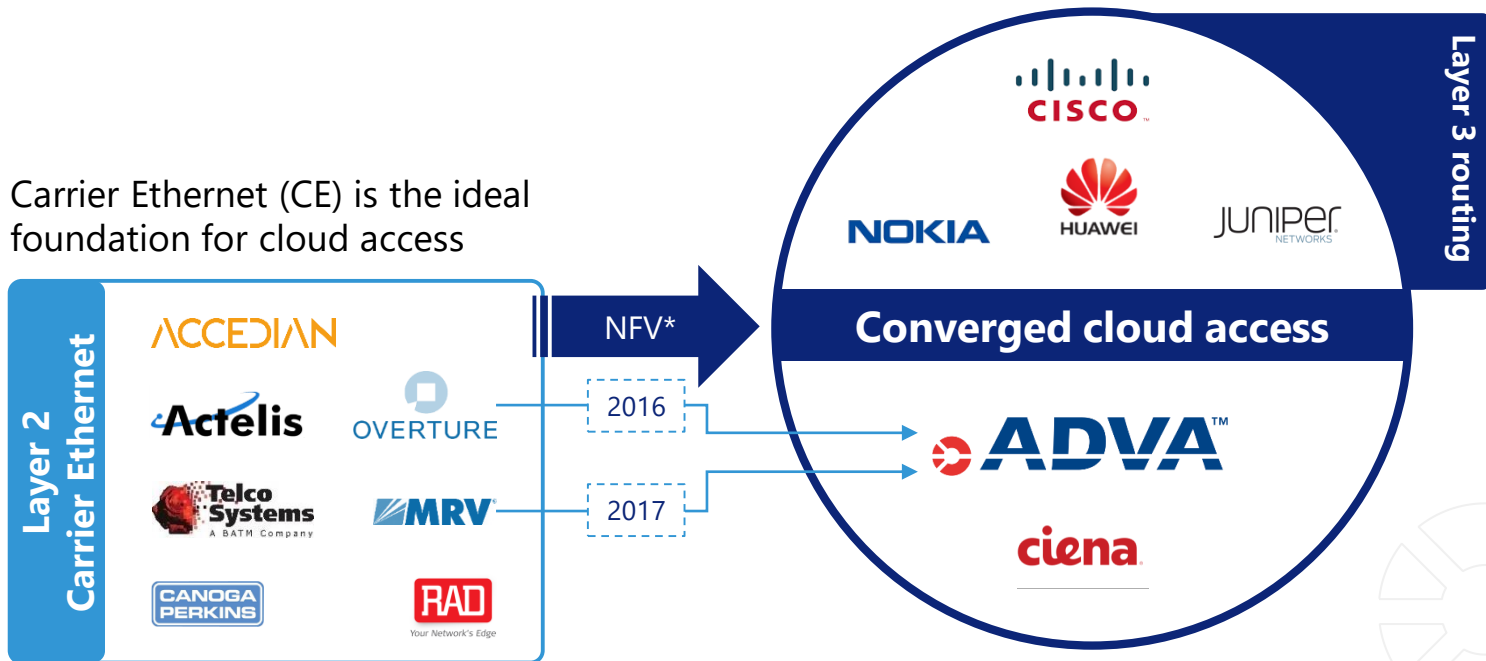 Carrier Ethernet (CE) is the ideal
foundation for cloud access
Layer 2
Carrier Ethernet
ACCEDIAN
Actelis
OVERTURE
Telco
Systems
A BATM Company
MRV®
CANOGA
PERKINS
RAD
Your Network's Edge
NFV*
2016
2017
CISCO™
NOKIA
HUAWEI
JUNIPER
NETWORKS
Layer 3 routing
Converged cloud access
ADVA™
ciena